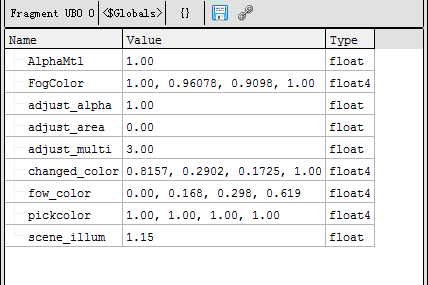 Fragment UBO 0 <$Globals> {}
Name Value Type
AlphaMtl 1.00 float
FogColor 1.00, 0.96078, 0.9098, 1.00 float4
adjust_alpha 1.00 float
adjust_area 0.00 float
adjust_multi 3.00 float
changed_color 0.8157, 0.2902, 0.1725, 1.00 float4
fow_color 0.00, 0.168, 0.298, 0.619 float4
pickcolor 1.00, 1.00, 1.00, 1.00 float4
scene_illum 1.15 float